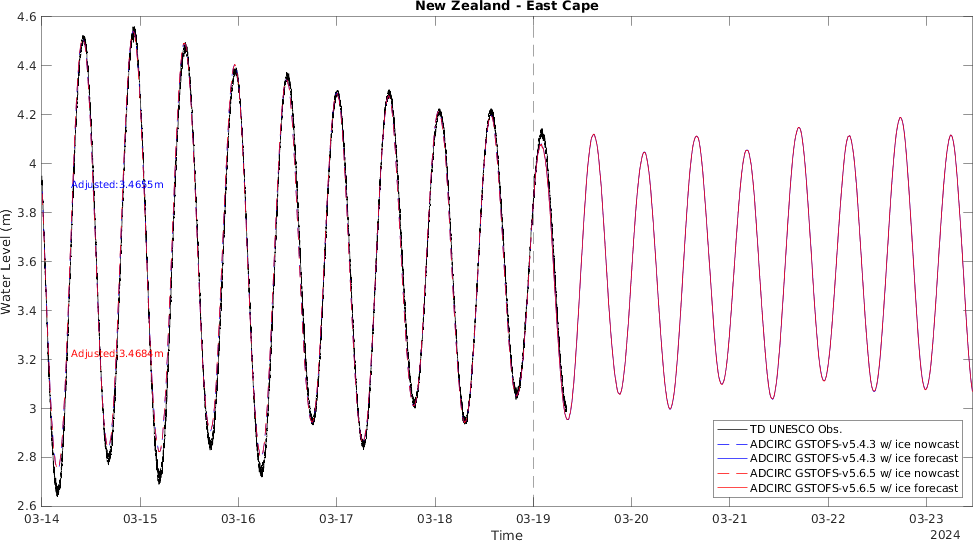 New Zealand - East Cape
4.6
4.4
4.2
4
3.8
3.6
3.4
3.2
3
2.8
2.6
Water Level (m)
Adjusted:3.4655m
Adjusted:3.4684m
TD UNESCO Obs.
ADCIRC GSTOFS-v5.4.3 w/ ice nowcast
ADCIRC GSTOFS-v5.4.3 w/ ice forecast
ADCIRC GSTOFS-v5.6.5 w/ ice nowcast
ADCIRC GSTOFS-v5.6.5 w/ ice forecast
03-14 03-15 03-16 03-17 03-18 03-19 03-20 03-21 03-22 03-23
Time
2024